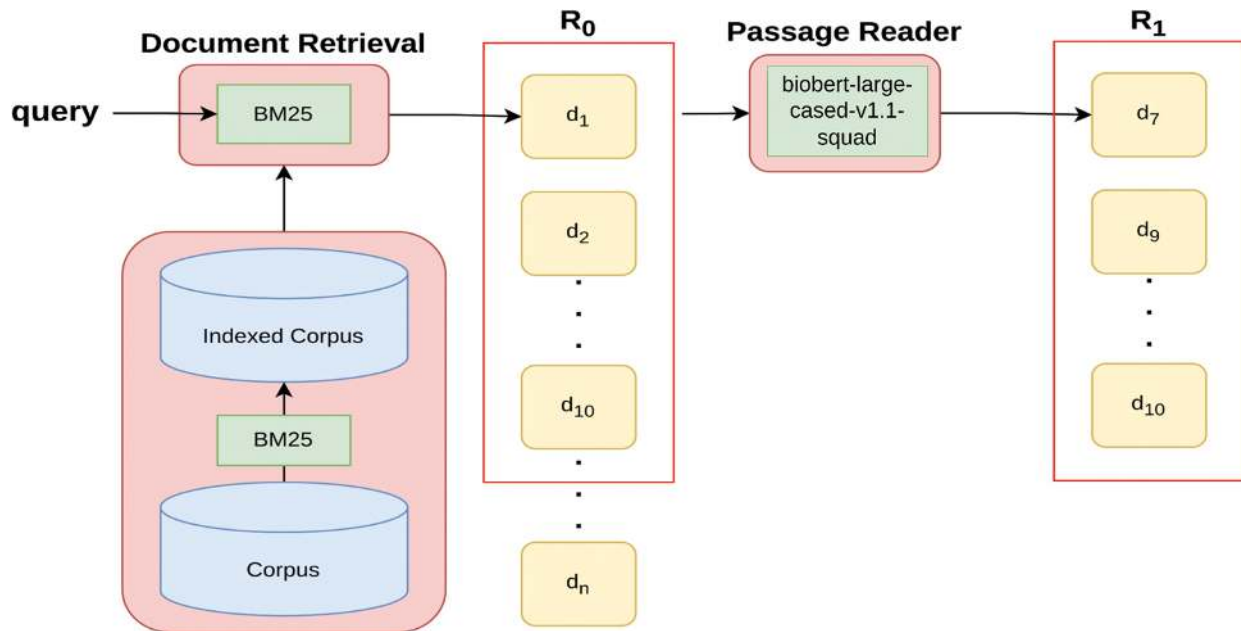 R₀
R₁
Document Retrieval
Passage Reader
query
BM25
d₁
biobert-large-
cased-v1.1-
squad
d₇
d₂
d₉
Indexed Corpus
d₁₀
d₁₀
BM25
Corpus
dₙ